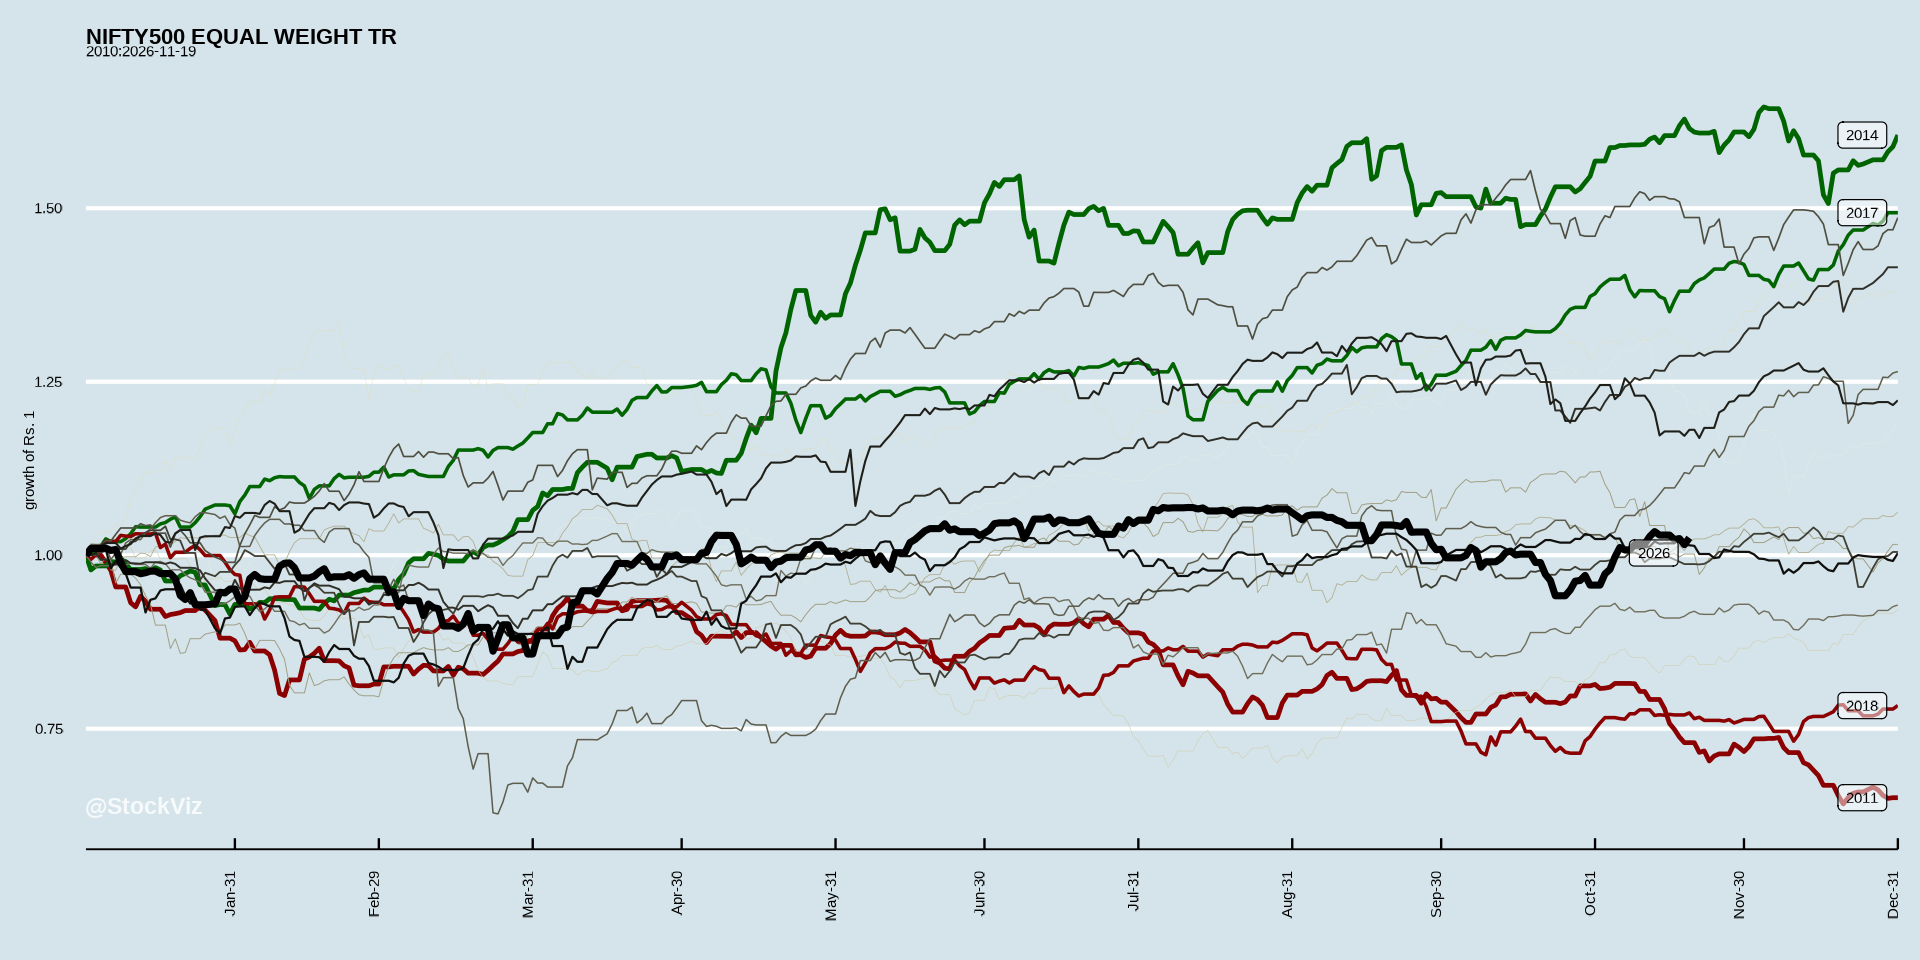 NIFTY500 EQUAL WEIGHT TR
2010:2026-11-19
growth of Rs. 1
1.50
1.25
1.00
0.75
2014
2017
2026
2018
2011
@StockViz
Jan-31
Feb-29
Mar-31
Apr-30
May-31
Jun-30
Jul-31
Aug-31
Sep-30
Oct-31
Nov-30
Dec-31